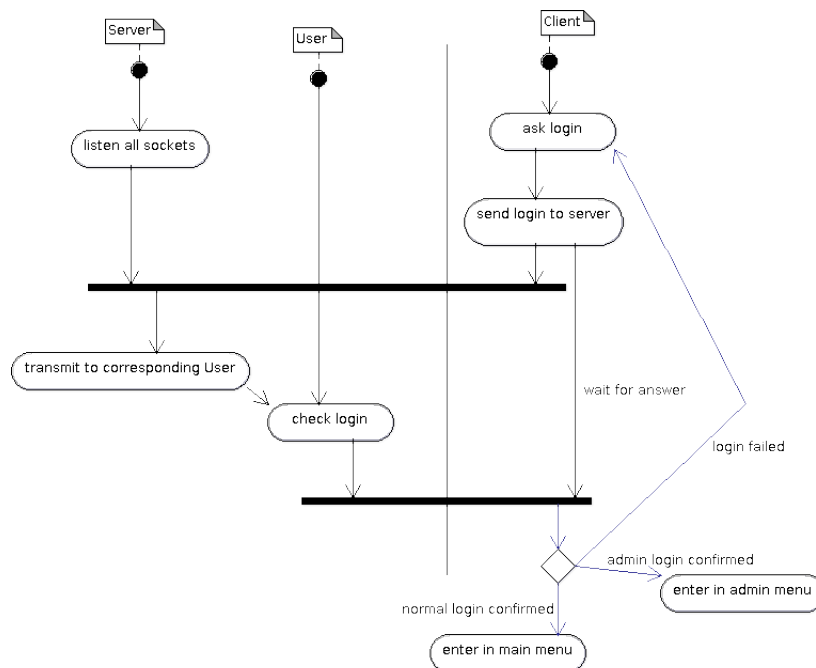 Server
User
Client
listen all sockets
ask login
send login to server
transmit to corresponding User
check login
wait for answer
login failed
admin login confirmed
enter in admin menu
normal login confirmed
enter in main menu